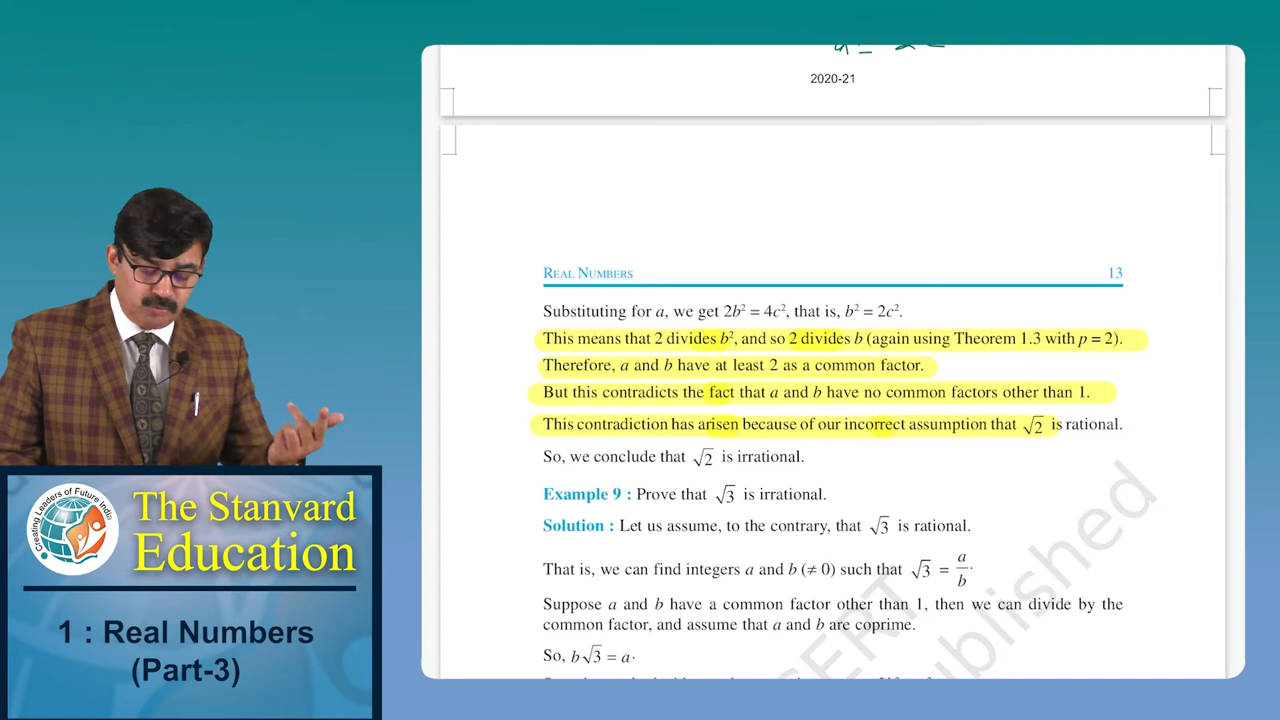 2020-21
REAL NUMBERS 13
Substituting for a, we get 2b² = 4c², that is, b² = 2c².
This means that 2 divides b², and so 2 divides b (again using Theorem 1.3 with p = 2).
Therefore, a and b have at least 2 as a common factor.
But this contradicts the fact that a and b have no common factors other than 1.
This contradiction has arisen because of our incorrect assumption that √2 is rational.
So, we conclude that √2 is irrational.
Example 9 : Prove that √3 is irrational.
Solution : Let us assume, to the contrary, that √3 is rational.
That is, we can find integers a and b (≠ 0) such that √3 = a/b.
Suppose a and b have a common factor other than 1, then we can divide by the
common factor, and assume that a and b are coprime.
So, b√3 = a.
Creating Leaders of Future India
The Stanvard
Education
1 : Real Numbers
(Part-3)